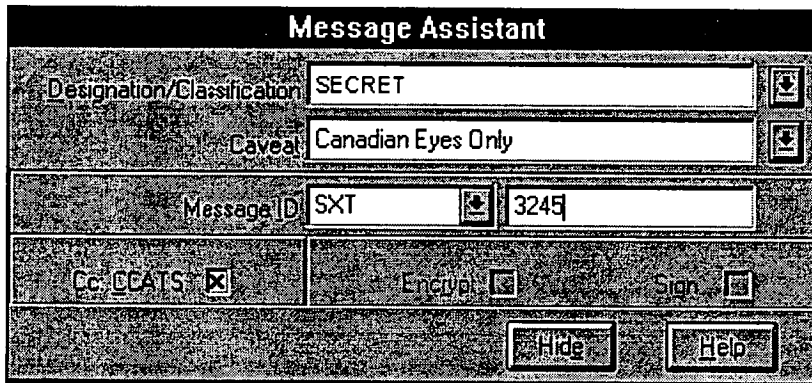 Message Assistant
Designation/Classification SECRET
Caveat Canadian Eyes Only
Message ID SXT 3245
Cc: CCATS Encrypt Sign
Hide Help